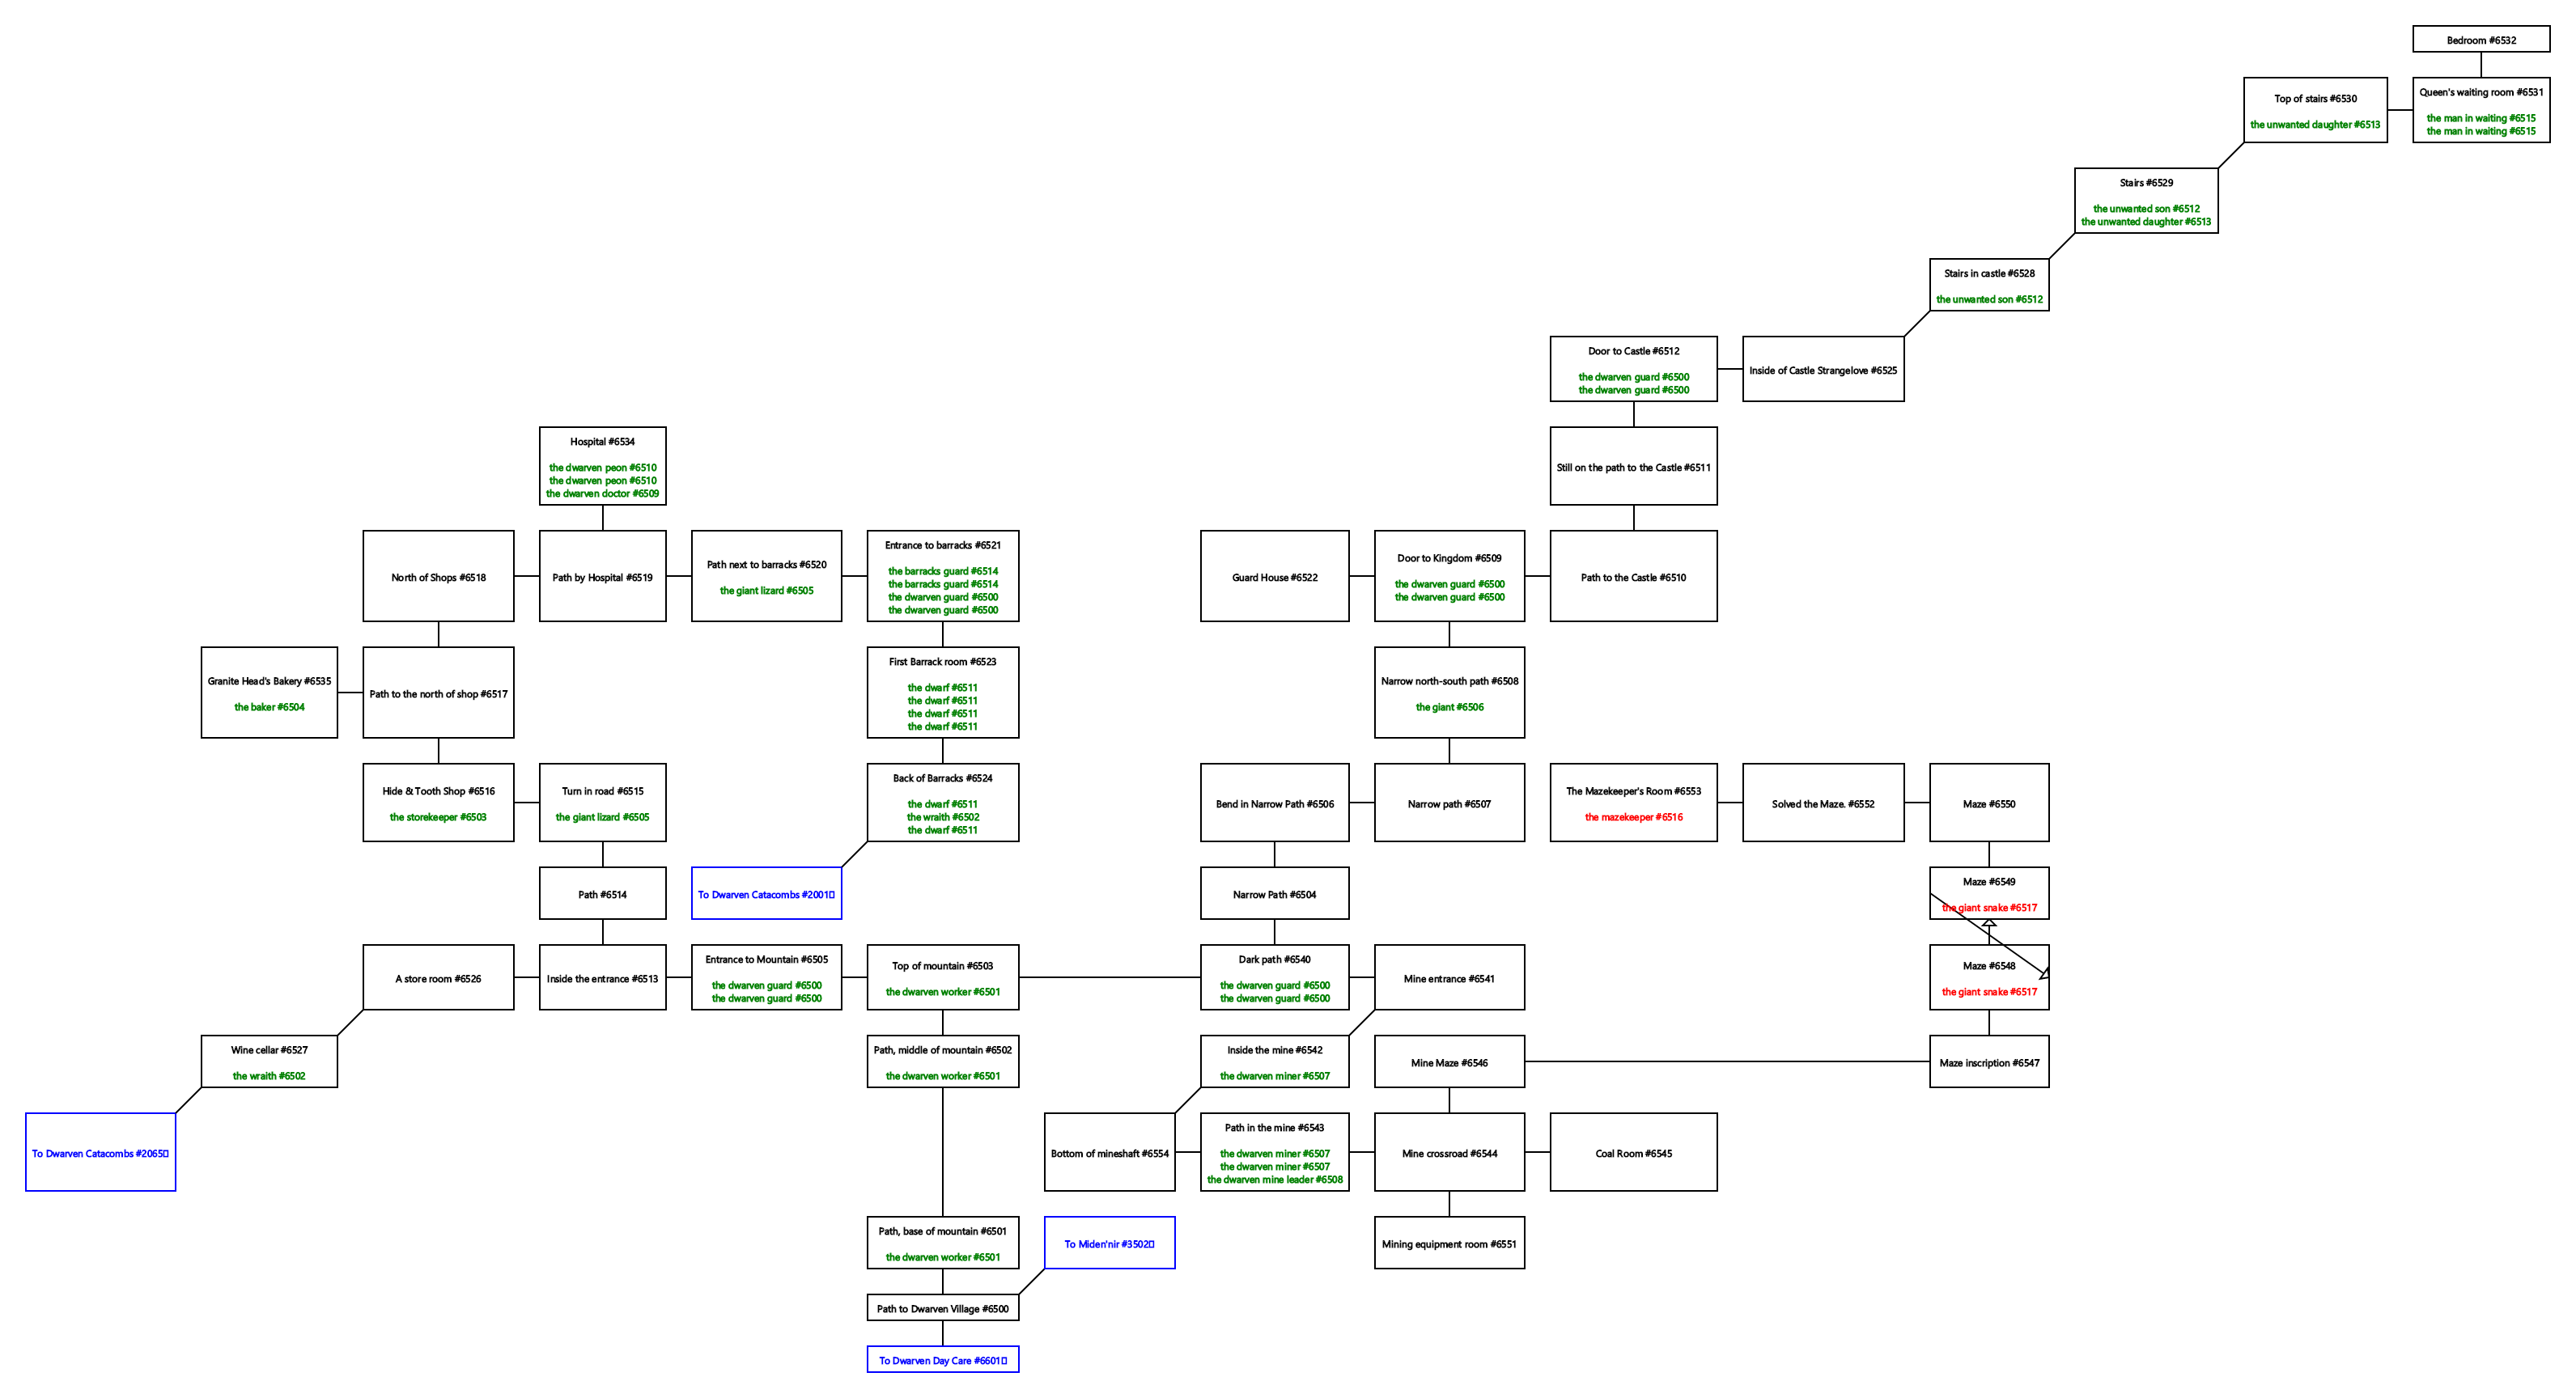 Bedroom #6532
Top of stairs #6530
the unwanted daughter #6513
Queen's waiting room #6531
the man in waiting #6515
the man in waiting #6515
Stairs #6529
the unwanted son #6512
the unwanted daughter #6513
Stairs in castle #6528
the unwanted son #6512
Door to Castle #6512
the dwarven guard #6500
the dwarven guard #6500
Inside of Castle Strangelove #6525
Hospital #6534
the dwarven peon #6510
the dwarven peon #6510
the dwarven doctor #6509
Still on the path to the Castle #6511
North of Shops #6518
Path by Hospital #6519
Path next to barracks #6520
the giant lizard #6505
Entrance to barracks #6521
the barracks guard #6514
the barracks guard #6514
the dwarven guard #6500
the dwarven guard #6500
Guard House #6522
Door to Kingdom #6509
the dwarven guard #6500
the dwarven guard #6500
Path to the Castle #6510
Granite Head's Bakery #6535
the baker #6504
Path to the north of shop #6517
First Barrack room #6523
the dwarf #6511
the dwarf #6511
the dwarf #6511
the dwarf #6511
Narrow north-south path #6508
the giant #6506
Hide & Tooth Shop #6516
the storekeeper #6503
Turn in road #6515
the giant lizard #6505
Back of Barracks #6524
the dwarf #6511
the wraith #6502
the dwarf #6511
Bend in Narrow Path #6506
Narrow path #6507
The Mazekeeper's Room #6553
the mazekeeper #6516
Solved the Maze. #6552
Maze #6550
Path #6514
To Dwarven Catacombs #2001
Narrow Path #6504
Maze #6549
the giant snake #6517
A store room #6526
Inside the entrance #6513
Entrance to Mountain #6505
the dwarven guard #6500
the dwarven guard #6500
Top of mountain #6503
the dwarven worker #6501
Dark path #6540
the dwarven guard #6500
the dwarven guard #6500
Mine entrance #6541
Maze #6548
the giant snake #6517
Wine cellar #6527
the wraith #6502
Path, middle of mountain #6502
the dwarven worker #6501
Inside the mine #6542
the dwarven miner #6507
Mine Maze #6546
Maze inscription #6547
To Dwarven Catacombs #2065
Bottom of mineshaft #6554
Path in the mine #6543
the dwarven miner #6507
the dwarven miner #6507
the dwarven mine leader #6508
Mine crossroad #6544
Coal Room #6545
Path, base of mountain #6501
the dwarven worker #6501
To Miden'nir #3502
Mining equipment room #6551
Path to Dwarven Village #6500
To Dwarven Day Care #6601